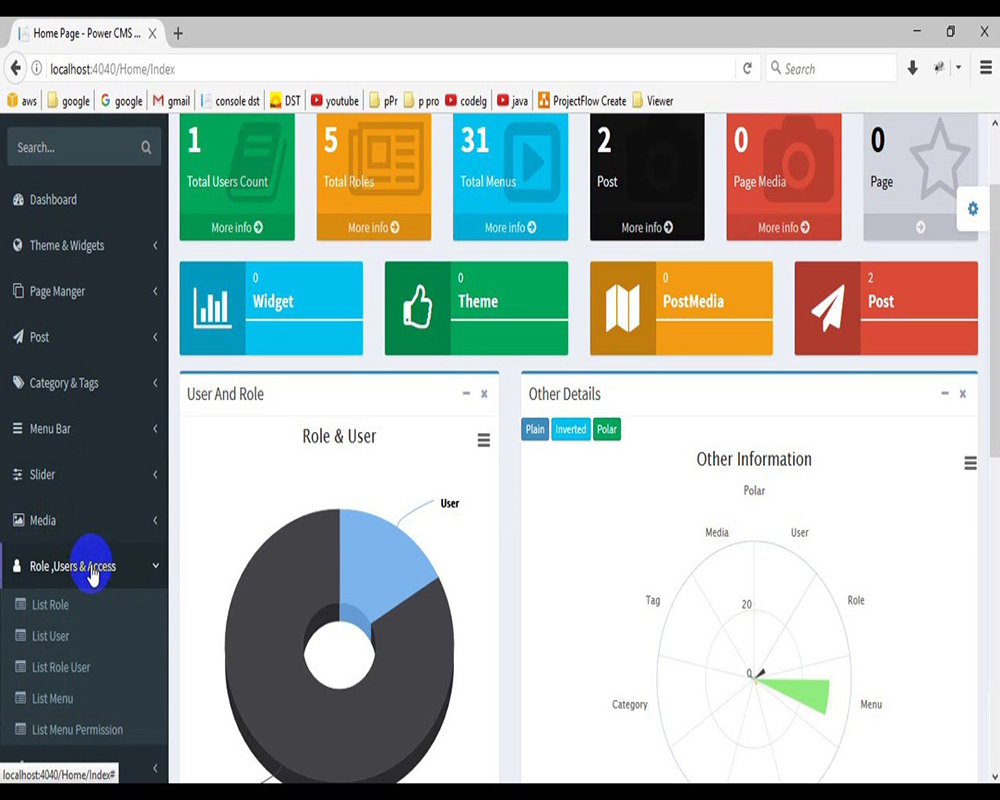 Home Page - Power CMS ...
localhost:4040/Home/Index
Search
aws google google gmail console dst DST youtube pPr p pro codelg java ProjectFlow Create Viewer
Search...
Dashboard
Theme & Widgets
Page Manger
Post
Category & Tags
Menu Bar
Slider
Media
Role ,Users & Access
List Role
List User
List Role User
List Menu
List Menu Permission
localhost:4040/Home/Index#
1
Total Users Count
More info
5
Total Roles
More info
31
Total Menus
More info
2
Post
More info
0
Page Media
More info
0
Page
0
Widget
0
Theme
0
PostMedia
2
Post
User And Role
Role & User
User
Other Details
Plain Inverted Polar
Other Information
Polar
Media User
Tag 20 Role
0
Category Menu